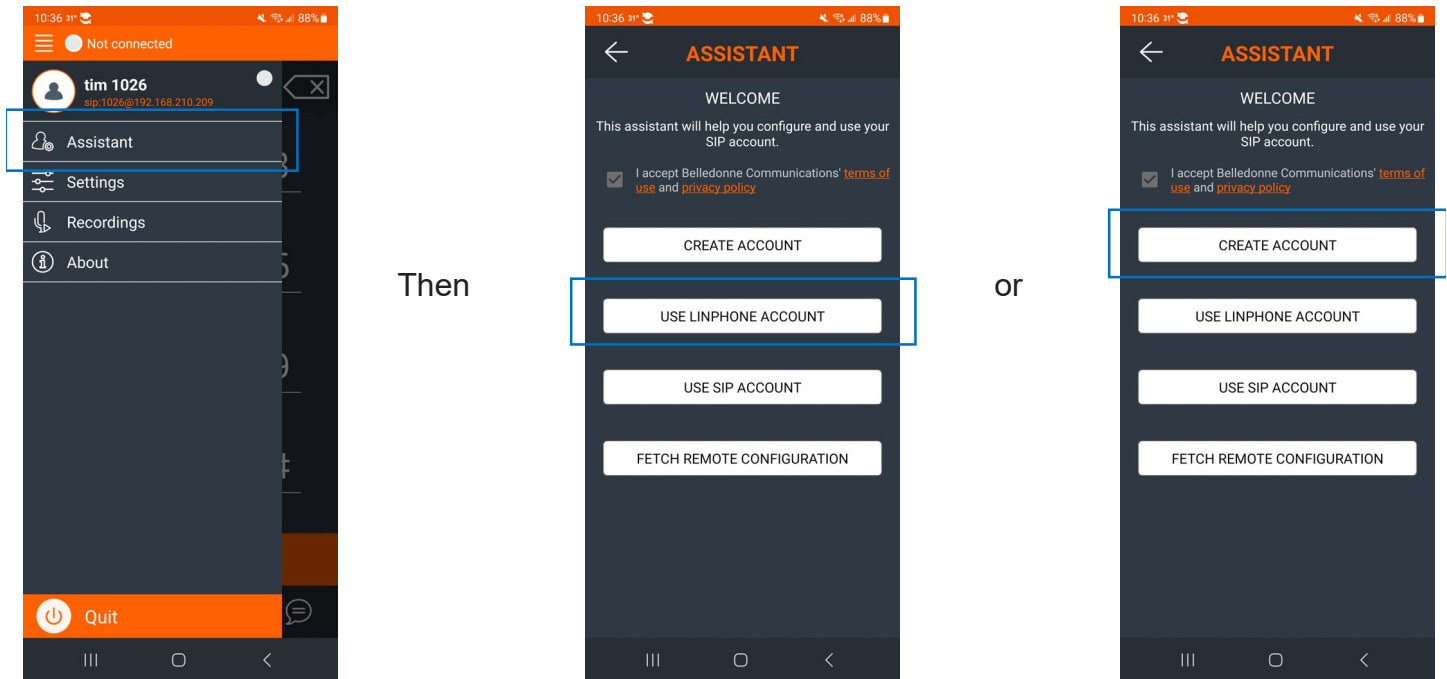 10:36 31° 88%
Not connected
tim 1026
sip:1026@192.168.210.209
Assistant
Settings
Recordings
About
Quit
3
6
9
#
Then
10:36 31° 88%
ASSISTANT
WELCOME
This assistant will help you configure and use your
SIP account.
I accept Belledonne Communications' terms of
use and privacy policy
CREATE ACCOUNT
USE LINPHONE ACCOUNT
USE SIP ACCOUNT
FETCH REMOTE CONFIGURATION
or
10:36 31° 88%
ASSISTANT
WELCOME
This assistant will help you configure and use your
SIP account.
I accept Belledonne Communications' terms of
use and privacy policy
CREATE ACCOUNT
USE LINPHONE ACCOUNT
USE SIP ACCOUNT
FETCH REMOTE CONFIGURATION